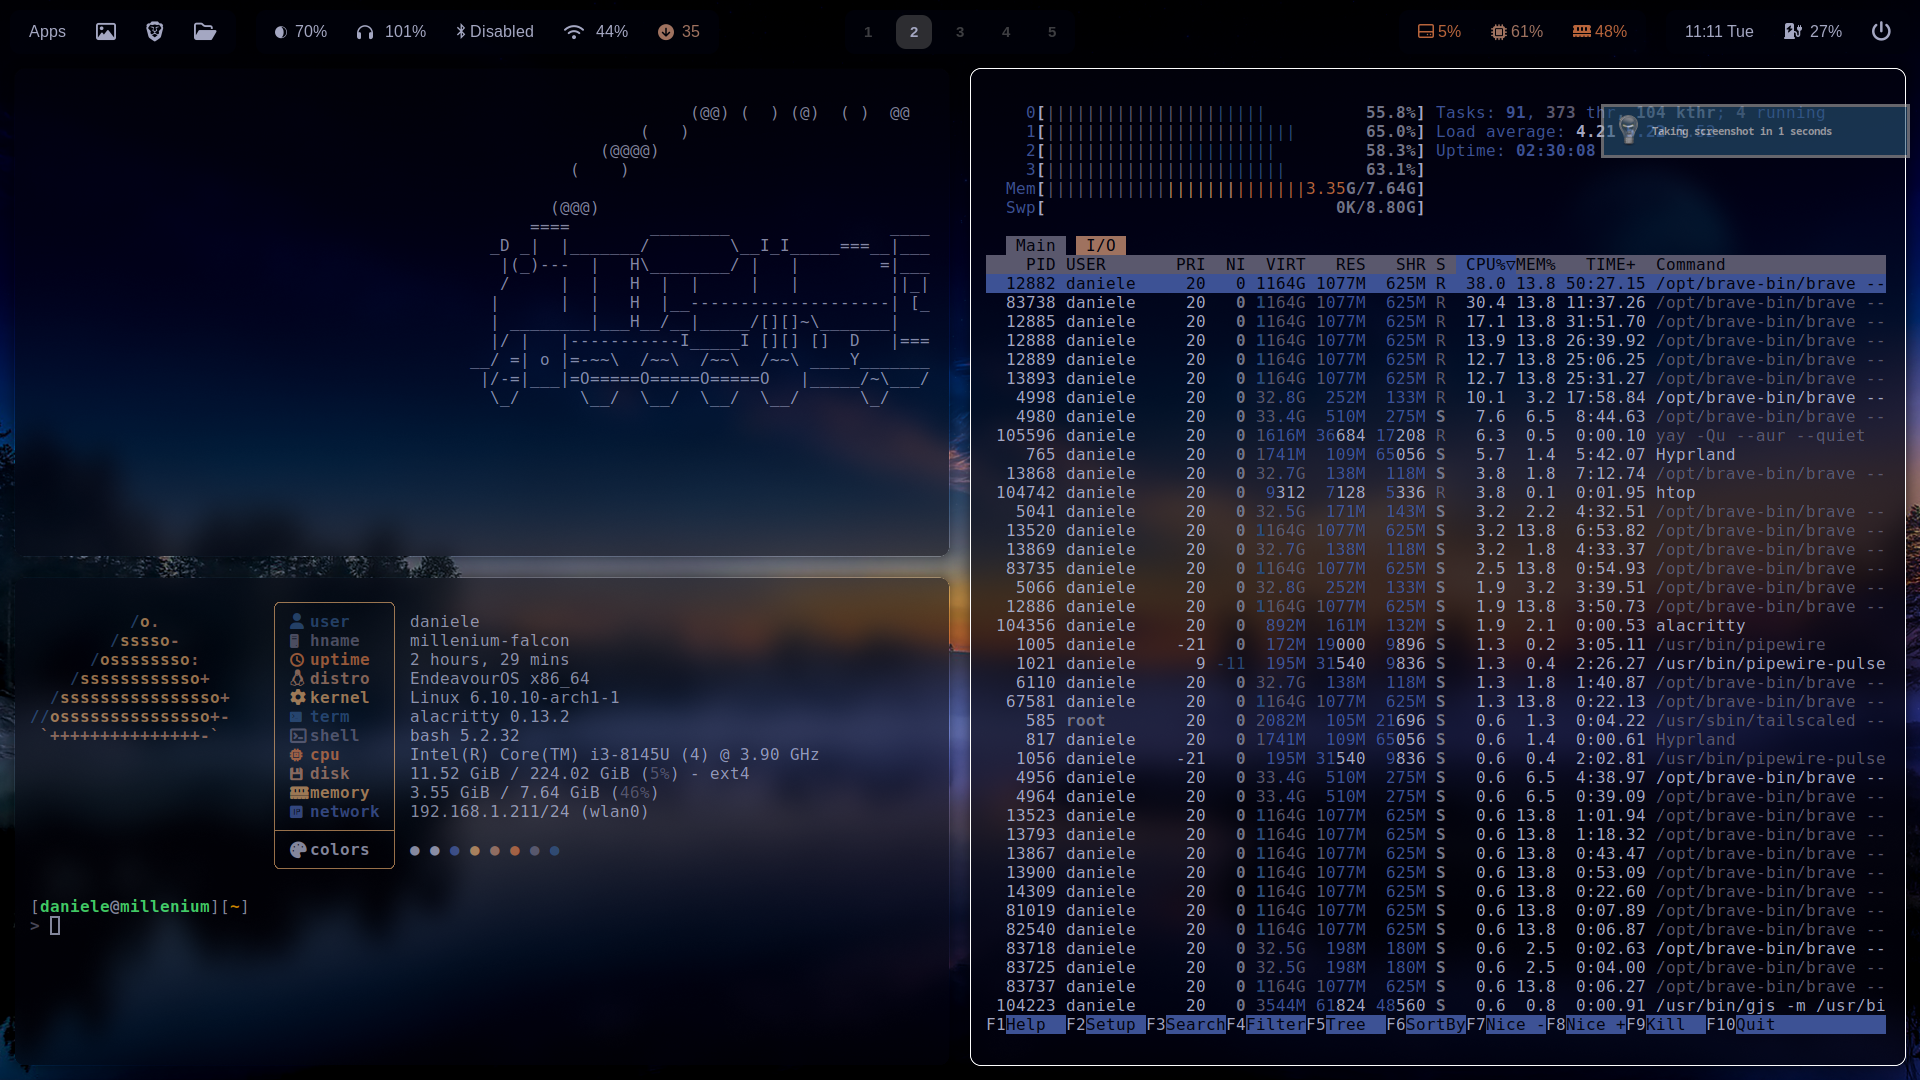 Apps 70% 101% Disabled 44% 35 1 2 3 4 5 5% 61% 48% 11:11 Tue 27%
(@@) (  ) (@)  ( )  @@
(   )
(@@@@)
(    )
(@@@)
====        ________                ____
_D _|  |_______/        \__I_I_____===__|___
|(_)---  |   H\________/ |   |        =|___
/     |  |   H  |  |     |   |         ||_|
|      |  |   H  |__--------------------| [_
| ________|___H__/__|_____/[][]~\_______|
|/ |   |-----------I_____I [][] []  D   |===
__/ =| o |=-~~\  /~~\  /~~\  /~~\ ____Y_______
|/-=|___|=O=====O=====O=====O   |_____/~\___/
\_/      \__/  \__/  \__/  \__/      \_/
/o.
/sssso-
/ossssssso:
/ssssssssssso+
/ssssssssssssssso+
//osssssssssssssso+-
`+++++++++++++++-`
user daniele
hname millenium-falcon
uptime 2 hours, 29 mins
distro EndeavourOS x86_64
kernel Linux 6.10.10-arch1-1
term alacritty 0.13.2
shell bash 5.2.32
cpu Intel(R) Core(TM) i3-8145U (4) @ 3.90 GHz
disk 11.52 GiB / 224.02 GiB (5%) - ext4
memory 3.55 GiB / 7.64 GiB (46%)
network 192.168.1.211/24 (wlan0)
colors
[daniele@millenium][~]
>
0[||||||||||||||||||||||     55.8%] Tasks: 91, 373 thr, 104 kthr; 4 running
1[|||||||||||||||||||||||||  65.0%] Load average: 4.21
2[|||||||||||||||||||||||    58.3%] Uptime: 02:30:08
3[||||||||||||||||||||||||   63.1%]
Mem[||||||||||||||||||||||||||3.35G/7.64G]
Swp[                         0K/8.80G]
Taking screenshot in 1 seconds
Main I/O
PID USER PRI NI VIRT RES SHR S CPU%▽MEM% TIME+ Command
12882 daniele 20 0 1164G 1077M 625M R 38.0 13.8 50:27.15 /opt/brave-bin/brave --
83738 daniele 20 0 1164G 1077M 625M R 30.4 13.8 11:37.26 /opt/brave-bin/brave --
12885 daniele 20 0 1164G 1077M 625M R 17.1 13.8 31:51.70 /opt/brave-bin/brave --
12888 daniele 20 0 1164G 1077M 625M R 13.9 13.8 26:39.92 /opt/brave-bin/brave --
12889 daniele 20 0 1164G 1077M 625M R 12.7 13.8 25:06.25 /opt/brave-bin/brave --
13893 daniele 20 0 1164G 1077M 625M R 12.7 13.8 25:31.27 /opt/brave-bin/brave --
4998 daniele 20 0 32.8G 252M 133M R 10.1 3.2 17:58.84 /opt/brave-bin/brave --
4980 daniele 20 0 33.4G 510M 275M S 7.6 6.5 8:44.63 /opt/brave-bin/brave --
105596 daniele 20 0 1616M 36684 17208 R 6.3 0.5 0:00.10 yay -Qu --aur --quiet
765 daniele 20 0 1741M 109M 65056 S 5.7 1.4 5:42.07 Hyprland
13868 daniele 20 0 32.7G 138M 118M S 3.8 1.8 7:12.74 /opt/brave-bin/brave --
104742 daniele 20 0 9312 7128 5336 R 3.8 0.1 0:01.95 htop
5041 daniele 20 0 32.5G 171M 143M S 3.2 2.2 4:32.51 /opt/brave-bin/brave --
13520 daniele 20 0 1164G 1077M 625M S 3.2 13.8 6:53.82 /opt/brave-bin/brave --
13869 daniele 20 0 32.7G 138M 118M S 3.2 1.8 4:33.37 /opt/brave-bin/brave --
83735 daniele 20 0 1164G 1077M 625M S 2.5 13.8 0:54.93 /opt/brave-bin/brave --
5066 daniele 20 0 32.8G 252M 133M S 1.9 3.2 3:39.51 /opt/brave-bin/brave --
12886 daniele 20 0 1164G 1077M 625M S 1.9 13.8 3:50.73 /opt/brave-bin/brave --
104356 daniele 20 0 892M 161M 132M S 1.9 2.1 0:00.53 alacritty
1005 daniele -21 0 172M 19000 9896 S 1.3 0.2 3:05.11 /usr/bin/pipewire
1021 daniele 9 -11 195M 31540 9836 S 1.3 0.4 2:26.27 /usr/bin/pipewire-pulse
6110 daniele 20 0 32.7G 138M 118M S 1.3 1.8 1:40.87 /opt/brave-bin/brave --
67581 daniele 20 0 1164G 1077M 625M S 1.3 13.8 0:22.13 /opt/brave-bin/brave --
585 root 20 0 2082M 105M 21696 S 0.6 1.3 0:04.22 /usr/sbin/tailscaled --
817 daniele 20 0 1741M 109M 65056 S 0.6 1.4 0:00.61 Hyprland
1056 daniele -21 0 195M 31540 9836 S 0.6 0.4 2:02.81 /usr/bin/pipewire-pulse
4956 daniele 20 0 33.4G 510M 275M S 0.6 6.5 4:38.97 /opt/brave-bin/brave --
4964 daniele 20 0 33.4G 510M 275M S 0.6 6.5 0:39.09 /opt/brave-bin/brave --
13523 daniele 20 0 1164G 1077M 625M S 0.6 13.8 1:01.94 /opt/brave-bin/brave --
13793 daniele 20 0 1164G 1077M 625M S 0.6 13.8 1:18.32 /opt/brave-bin/brave --
13867 daniele 20 0 1164G 1077M 625M S 0.6 13.8 0:43.47 /opt/brave-bin/brave --
13900 daniele 20 0 1164G 1077M 625M S 0.6 13.8 0:53.09 /opt/brave-bin/brave --
14309 daniele 20 0 1164G 1077M 625M S 0.6 13.8 0:22.60 /opt/brave-bin/brave --
81019 daniele 20 0 1164G 1077M 625M S 0.6 13.8 0:07.89 /opt/brave-bin/brave --
82540 daniele 20 0 1164G 1077M 625M S 0.6 13.8 0:06.87 /opt/brave-bin/brave --
83718 daniele 20 0 32.5G 198M 180M S 0.6 2.5 0:02.63 /opt/brave-bin/brave --
83725 daniele 20 0 32.5G 198M 180M S 0.6 2.5 0:04.00 /opt/brave-bin/brave --
83737 daniele 20 0 1164G 1077M 625M S 0.6 13.8 0:06.27 /opt/brave-bin/brave --
104223 daniele 20 0 3544M 61824 48560 S 0.6 0.8 0:00.91 /usr/bin/gjs -m /usr/bi
F1Help F2Setup F3SearchF4FilterF5Tree F6SortByF7Nice -F8Nice +F9Kill F10Quit